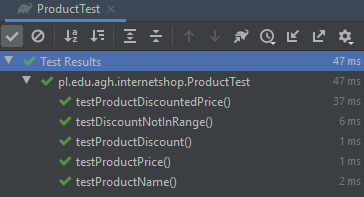 ProductTest
Test Results 47 ms
pl.edu.agh.internetshop.ProductTest 47 ms
testProductDiscountedPrice() 37 ms
testDiscountNotInRange() 6 ms
testProductDiscount() 1 ms
testProductPrice() 1 ms
testProductName() 2 ms